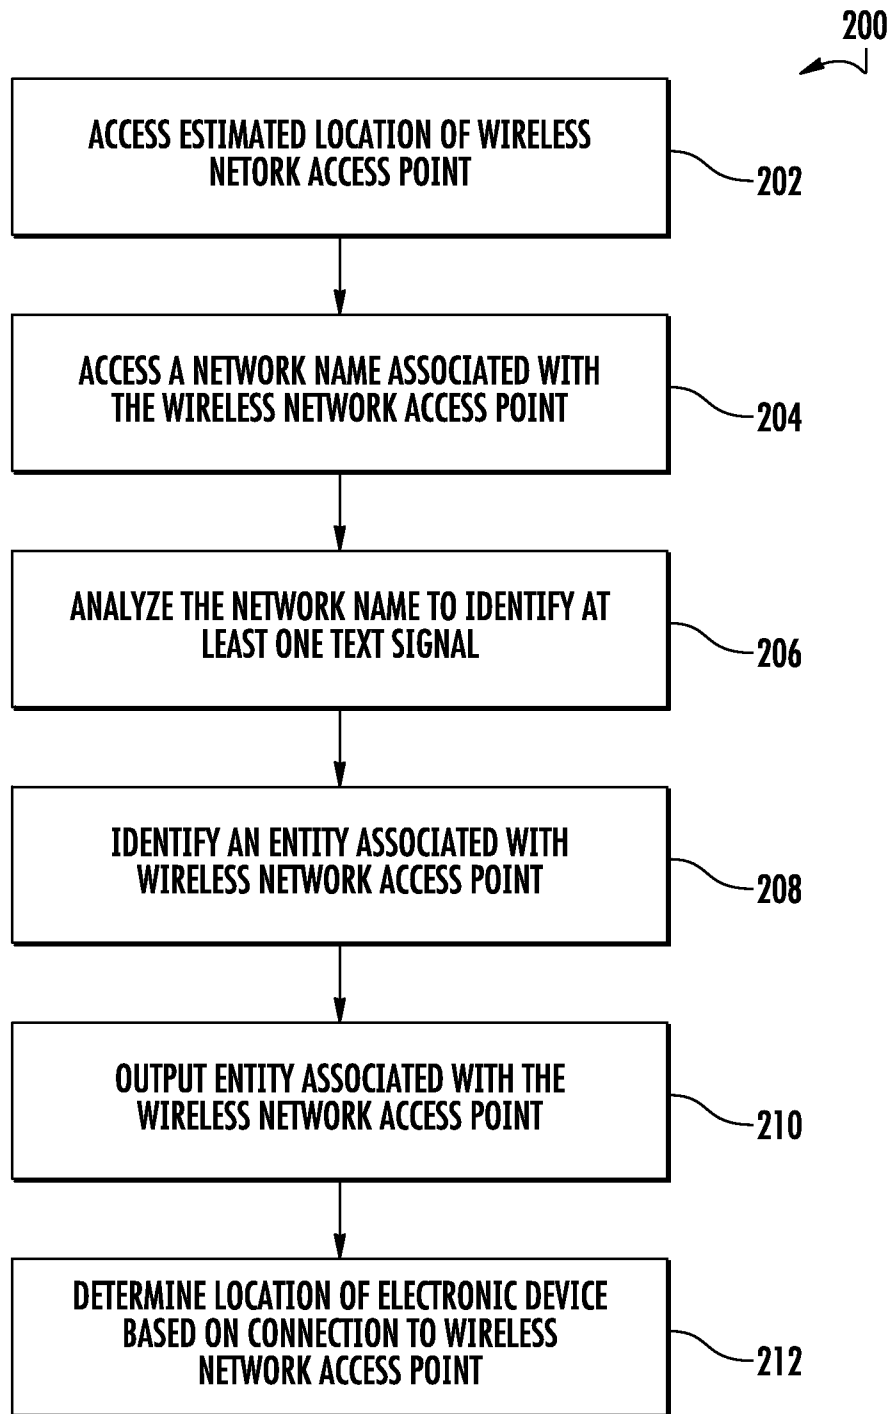 200
ACCESS ESTIMATED LOCATION OF WIRELESS
NETORK ACCESS POINT
202
ACCESS A NETWORK NAME ASSOCIATED WITH
THE WIRELESS NETWORK ACCESS POINT
204
ANALYZE THE NETWORK NAME TO IDENTIFY AT
LEAST ONE TEXT SIGNAL
206
IDENTIFY AN ENTITY ASSOCIATED WITH
WIRELESS NETWORK ACCESS POINT
208
OUTPUT ENTITY ASSOCIATED WITH THE
WIRELESS NETWORK ACCESS POINT
210
DETERMINE LOCATION OF ELECTRONIC DEVICE
BASED ON CONNECTION TO WIRELESS
NETWORK ACCESS POINT
212